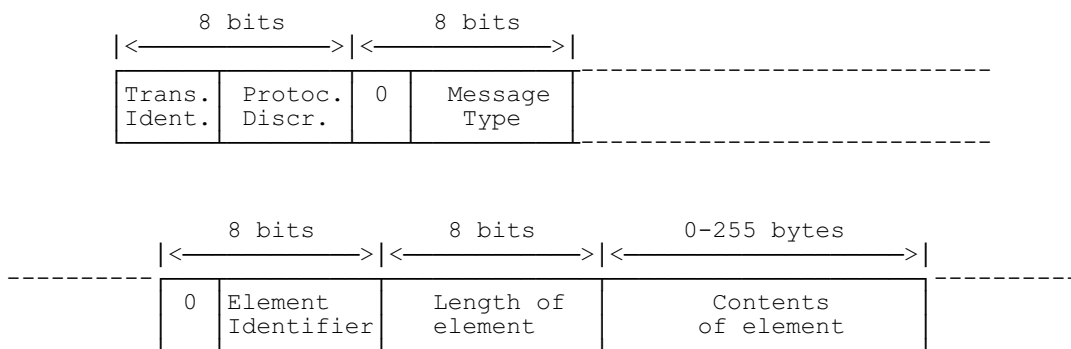 8 bits 8 bits
|<------------->|<------------->|
Trans. Protoc. 0 Message
Ident. Discr. Type
8 bits 8 bits 0-255 bytes
|<------------->|<------------->|<----------------------->|
0 Element Length of Contents
Identifier element of element